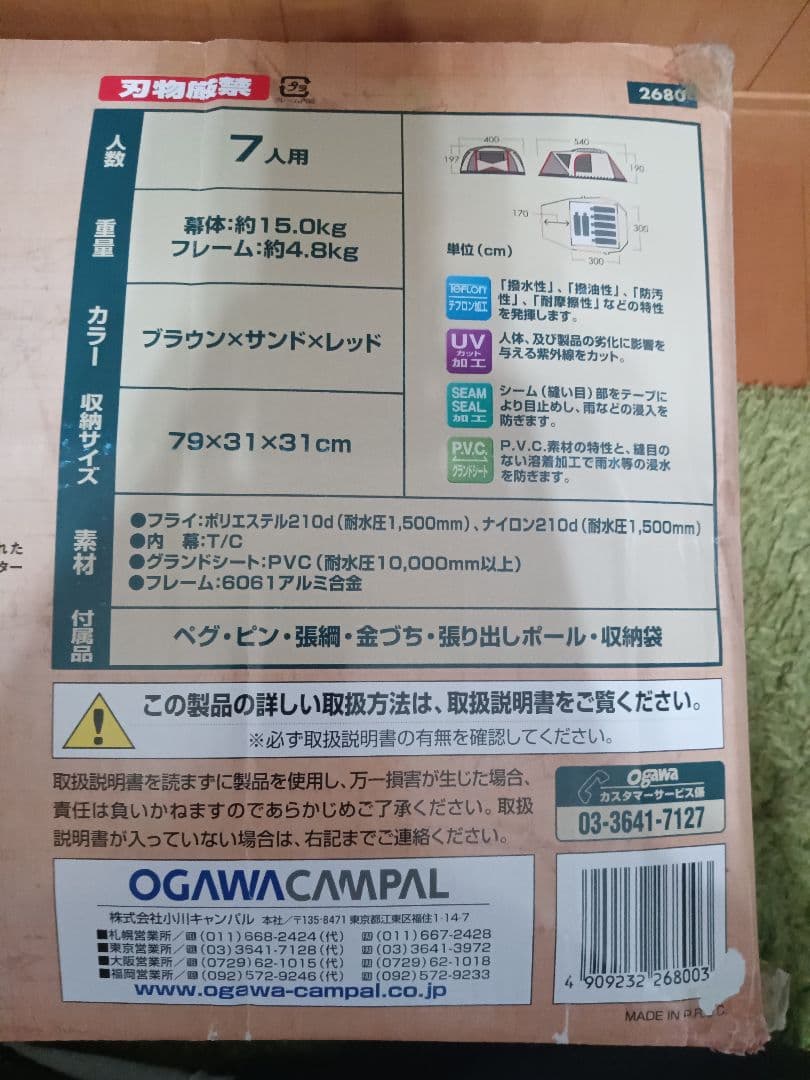 刃物厳禁
プラ
2680
人数
7人用
重量
幕体:約15.0kg
フレーム:約4.8kg
カラー
ブラウン×サンド×レッド
収納サイズ
79×31×31cm
400
197
540
190
170
300
300
単位(cm)
Teflon
テフロン加工
「撥水性」、「撥油性」、「防汚
性」、「耐摩擦性」などの特性
を発揮します。
UV
カット
加工
人体、及び製品の劣化に影響を
与える紫外線をカット。
SEAM
SEAL
加工
シーム(縫い目)部をテープに
より目止めし、雨などの浸入を
防ぎます。
P.V.C.
グランドシート
P.V.C.素材の特性と、縫目の
ない溶着加工で雨水等の浸水
を防ぎます。
素材
●フライ:ポリエステル210d(耐水圧1,500mm)、ナイロン210d(耐水圧1,500mm)
●内 幕:T/C
●グランドシート:PVC(耐水圧10,000mm以上)
●フレーム:6061アルミ合金
れた
ター
付属品
ペグ・ピン・張綱・金づち・張り出しポール・収納袋
この製品の詳しい取扱方法は、取扱説明書をご覧ください。
※必ず取扱説明書の有無を確認してください。
取扱説明書を読まずに製品を使用し、万一損害が生じた場合、
責任は負いかねますのであらかじめご了承ください。取扱
説明書が入っていない場合は、右記までご連絡ください。
ogawa
カスタマーサービス係
03-3641-7127
OGAWACAMPAL
株式会社小川キャンパル 本社/〒135-8471 東京都江東区福住1-14-7
■札幌営業所/☎(011)668-2424(代) 📠(011)667-2428
■東京営業所/☎(03)3641-7128(代) 📠(03)3641-3972
■大阪営業所/☎(0729)62-1015(代) 📠(0729)62-1018
■福岡営業所/☎(092)572-9246(代) 📠(092)572-9233
www.ogawa-campal.co.jp
4 909232 268003
MADE IN P.R.